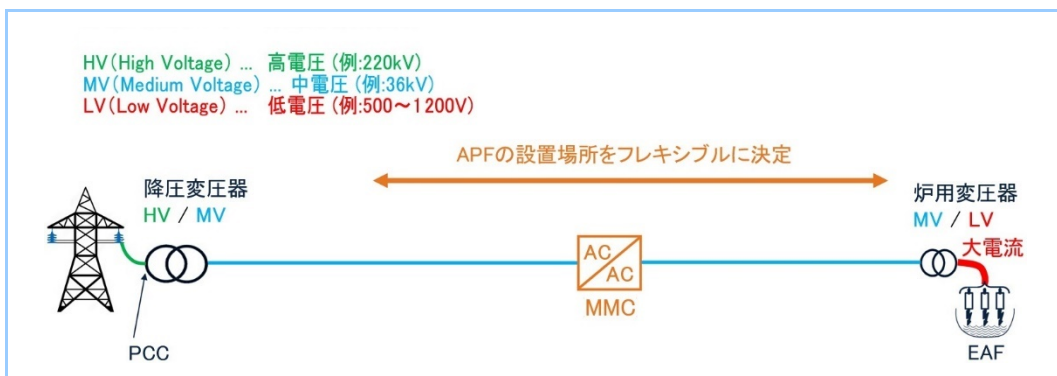 HV(High Voltage) ... 高電圧 (例:220kV)
MV(Medium Voltage) ... 中電圧 (例:36kV)
LV(Low Voltage) ... 低電圧 (例:500～1200V)
APFの設置場所をフレキシブルに決定
降圧変圧器
HV / MV
炉用変圧器
MV / LV
大電流
AC
AC
MMC
PCC
EAF